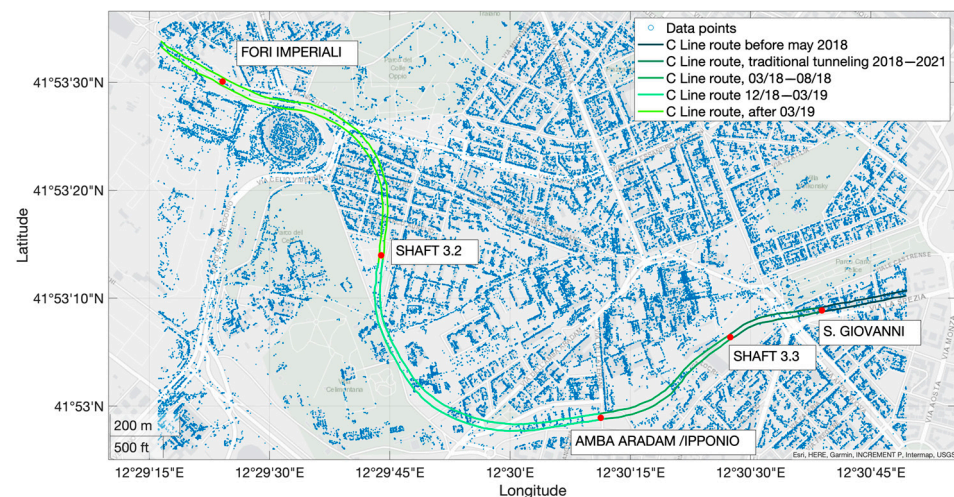 Data points
C Line route before may 2018
C Line route, traditional tunneling 2018—2021
C Line route, 03/18—08/18
C Line route 12/18—03/19
C Line route, after 03/19
FORI IMPERIALI
41°53'30"N
41°53'20"N
Latitude
SHAFT 3.2
41°53'10"N
S. GIOVANNI
SHAFT 3.3
VIA MONZA
41°53'N
VIA AOSTA
200 m
500 ft
AMBA ARADAM /IPPONIO
Esri, HERE, Garmin, INCREMENT P, Intermap, USGS
12°29'15"E 12°29'30"E 12°29'45"E 12°30"E 12°30'15"E 12°30'30"E 12°30'45"E
Longitude